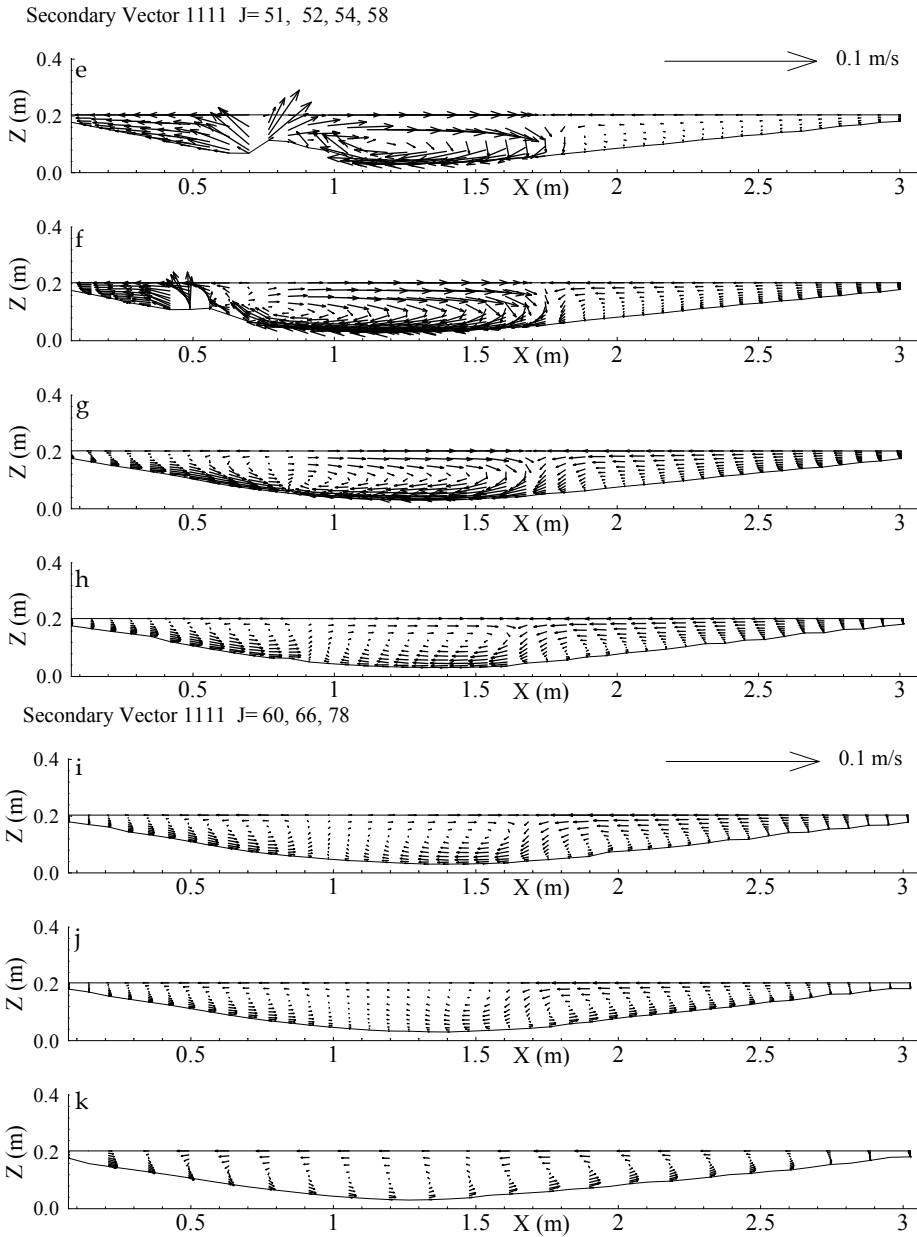 Secondary Vector 1111 J= 51, 52, 54, 58
e
0.1 m/s
0.4
0.2
0.0
Z (m)
0.5 1 1.5 X (m) 2 2.5 3
f
0.4
0.2
0.0
Z (m)
0.5 1 1.5 X (m) 2 2.5 3
g
0.4
0.2
0.0
Z (m)
0.5 1 1.5 X (m) 2 2.5 3
h
0.4
0.2
0.0
Z (m)
0.5 1 1.5 X (m) 2 2.5 3
Secondary Vector 1111 J= 60, 66, 78
i
0.1 m/s
0.4
0.2
0.0
Z (m)
0.5 1 1.5 X (m) 2 2.5 3
j
0.4
0.2
0.0
Z (m)
0.5 1 1.5 X (m) 2 2.5 3
k
0.4
0.2
0.0
Z (m)
0.5 1 1.5 X (m) 2 2.5 3